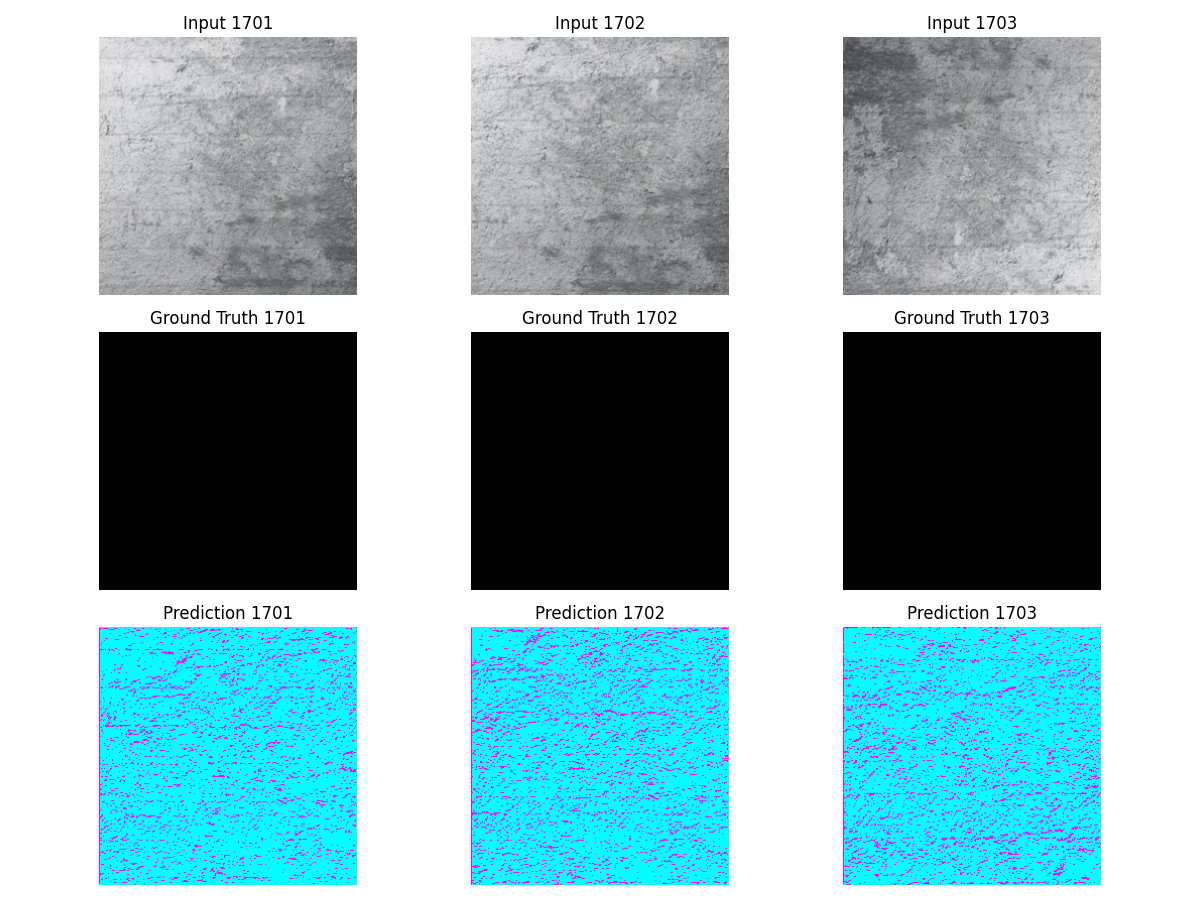 Input 1701
Input 1702
Input 1703
Ground Truth 1701
Ground Truth 1702
Ground Truth 1703
Prediction 1701
Prediction 1702
Prediction 1703